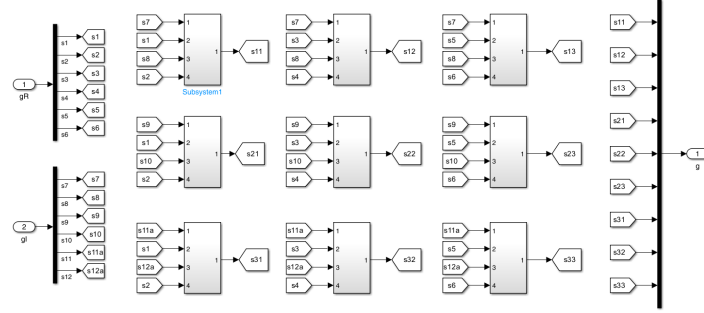 s7 1 s7 1 s7 1 s11
s1 s1
s1 2 s3 2 s5 2
s2 1 s11 1 s12 1 s13
s2 s8 3 s8 3 s8 3 s12
s3
s3 s2 4 s4 4 s6 4
1 s4
s4 Subsystem1 s13
gR s5
s5
s6
s6 s9 1 s9 1 s9 1 s21
s1 2 s3 2 s5 2
1 s21 1 s22 1 s23
s10 3 s10 3 s10 3 s22 1
s7 s2 4 s4 4 s6 4 g
s7
s8
s8 s23
s9
s9
2 s10
s10 s11a 1 s11a 1 s11a 1 s31
gI s11a
s11 s1 2 s3 2 s5 2
s12a 1 s31 1 s32 1 s33
s12 s12a 3 s12a 3 s12a 3 s32
s2 4 s4 4 s6 4
s33